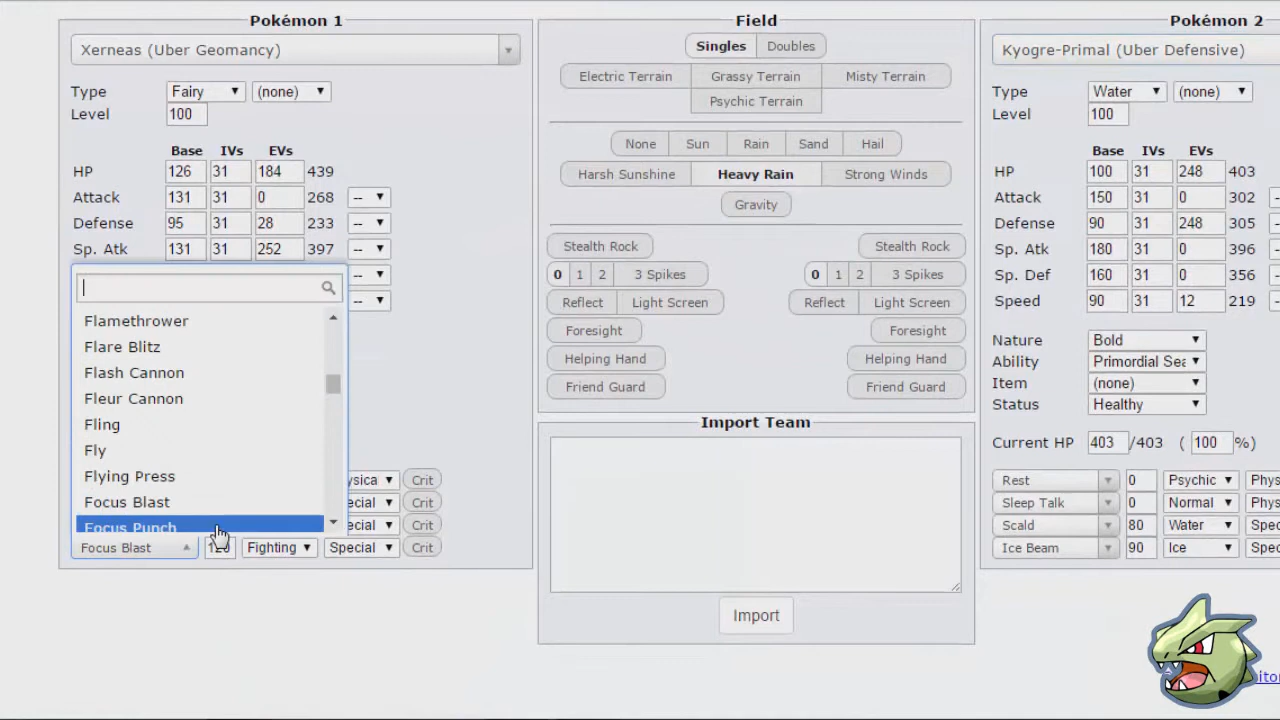 Pokémon 1
Xerneas (Uber Geomancy)
Type Fairy (none)
Level 100
Base IVs EVs
HP 126 31 184 439
Attack 131 31 0 268 --
Defense 95 31 28 233 --
Sp. Atk 131 31 252 397 --
Flamethrower
Flare Blitz
Flash Cannon
Fleur Cannon
Fling
Fly
Flying Press
Focus Blast
Focus Punch
Crit
Crit
Crit
Focus Blast Fighting Special Crit
Field
Singles Doubles
Electric Terrain Grassy Terrain Misty Terrain
Psychic Terrain
None Sun Rain Sand Hail
Harsh Sunshine Heavy Rain Strong Winds
Gravity
Stealth Rock Stealth Rock
0 1 2 3 Spikes 0 1 2 3 Spikes
Reflect Light Screen Reflect Light Screen
Foresight Foresight
Helping Hand Helping Hand
Friend Guard Friend Guard
Import Team
Import
Pokémon 2
Kyogre-Primal (Uber Defensive)
Type Water (none)
Level 100
Base IVs EVs
HP 100 31 248 403
Attack 150 31 0 302
Defense 90 31 248 305
Sp. Atk 180 31 0 396
Sp. Def 160 31 0 356
Speed 90 31 12 219
Nature Bold
Ability Primordial Sea
Item (none)
Status Healthy
Current HP 403 /403 ( 100 %)
Rest 0 Psychic Phys
Sleep Talk 0 Normal Phys
Scald 80 Water Spec
Ice Beam 90 Ice Spec